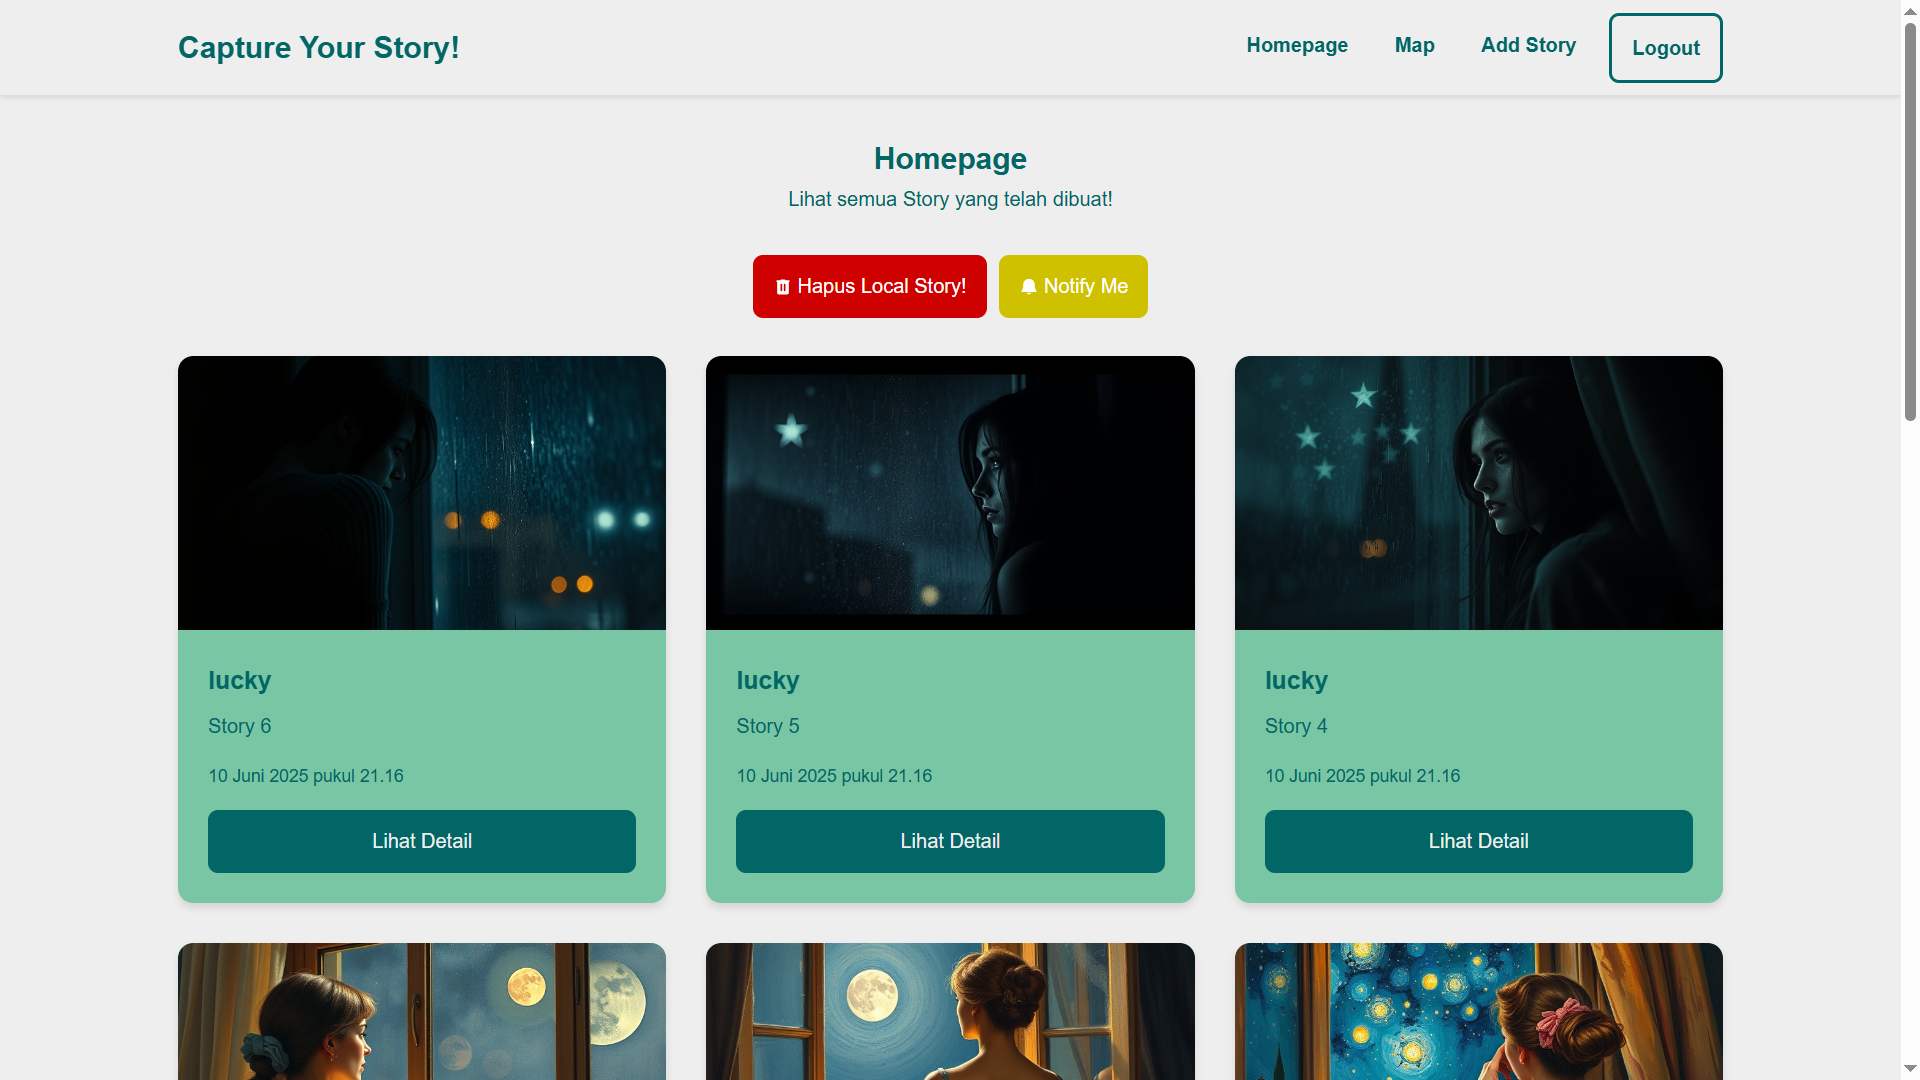 Capture Your Story!
Homepage
Map
Add Story
Logout
Homepage
Lihat semua Story yang telah dibuat!
Hapus Local Story!
Notify Me
lucky
Story 6
10 Juni 2025 pukul 21.16
Lihat Detail
lucky
Story 5
10 Juni 2025 pukul 21.16
Lihat Detail
lucky
Story 4
10 Juni 2025 pukul 21.16
Lihat Detail